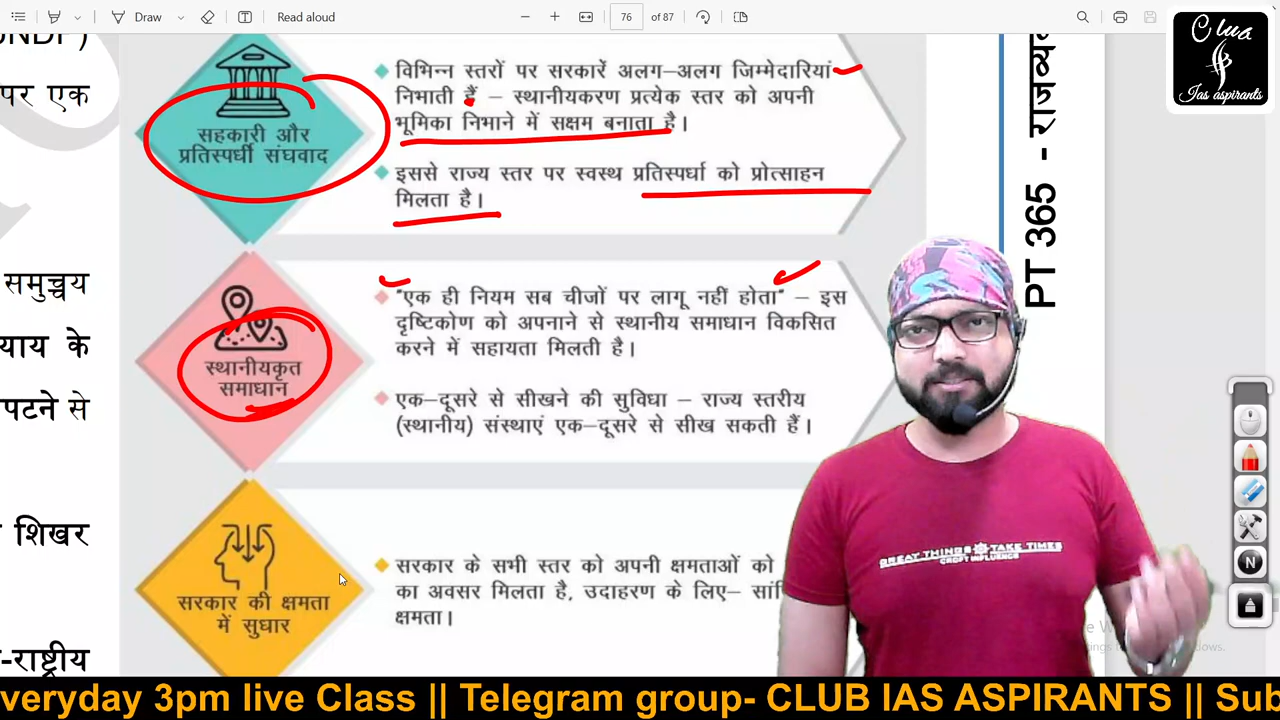 Draw
Read aloud
76
of 87
Clua
Ias aspirants
पर एक
समुच्चय
याय के
पटने से
शिखर
-राष्ट्रीय
सहकारी और
प्रतिस्पर्धी संघवाद
विभिन्न स्तरों पर सरकारें अलग–अलग जिम्मेदारियां
निभाती हैं – स्थानीयकरण प्रत्येक स्तर को अपनी
भूमिका निभाने में सक्षम बनाता है।
इससे राज्य स्तर पर स्वस्थ प्रतिस्पर्धा को प्रोत्साहन
मिलता है।
स्थानीयकृत
समाधान
"एक ही नियम सब चीजों पर लागू नहीं होता" – इस
दृष्टिकोण को अपनाने से स्थानीय समाधान विकसित
करने में सहायता मिलती है।
एक–दूसरे से सीखने की सुविधा – राज्य स्तरीय
(स्थानीय) संस्थाएं एक–दूसरे से सीख सकती हैं।
सरकार की क्षमता
में सुधार
सरकार के सभी स्तर को अपनी क्षमताओं को
का अवसर मिलता है, उदाहरण के लिए–
क्षमता।
PT 365 -
GREAT THINGS TAKE TIMES
N
veryday 3pm live Class || Telegram group- CLUB IAS ASPIRANTS || Sub